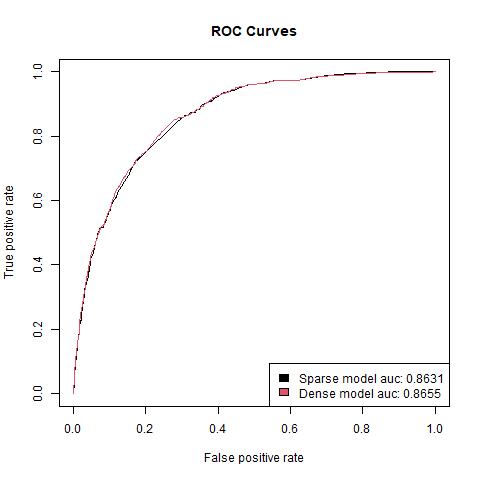 ROC Curves
True positive rate
1.0
0.8
0.6
0.4
0.2
0.0
Sparse model auc: 0.8631
Dense model auc: 0.8655
0.0 0.2 0.4 0.6 0.8 1.0
False positive rate